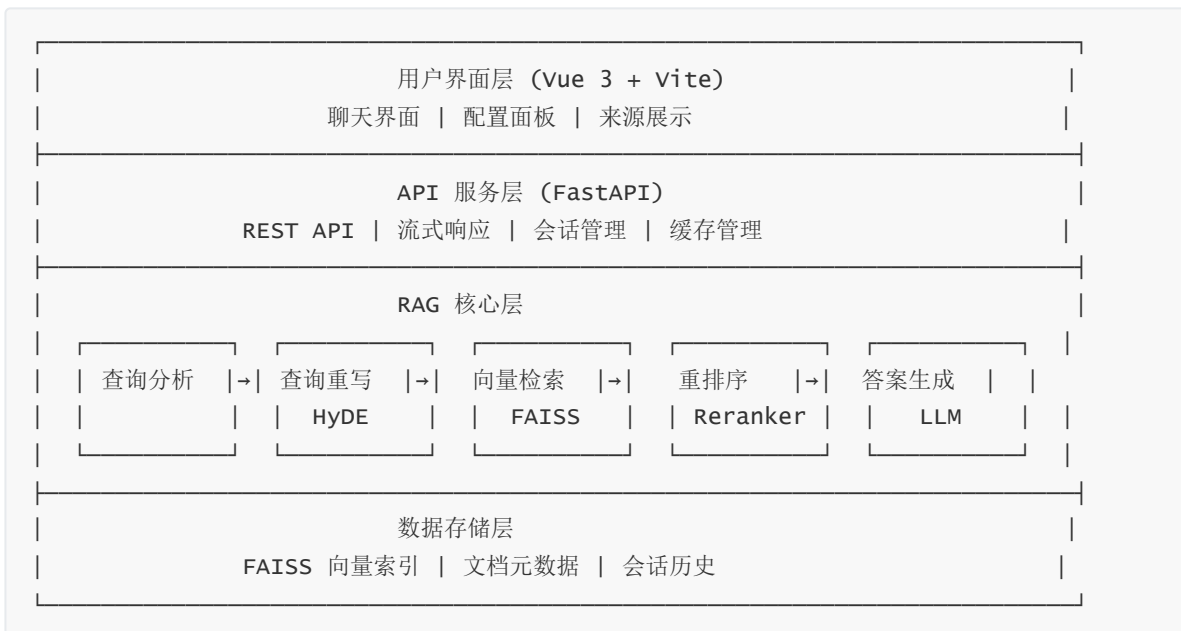 用户界面层 (Vue 3 + Vite)
聊天界面 | 配置面板 | 来源展示
API 服务层 (FastAPI)
REST API | 流式响应 | 会话管理 | 缓存管理
RAG 核心层
查询分析 |→| 查询重写 |→| 向量检索 |→| 重排序 |→| 答案生成
HyDE | | FAISS | | Reranker | | LLM
数据存储层
FAISS 向量索引 | 文档元数据 | 会话历史